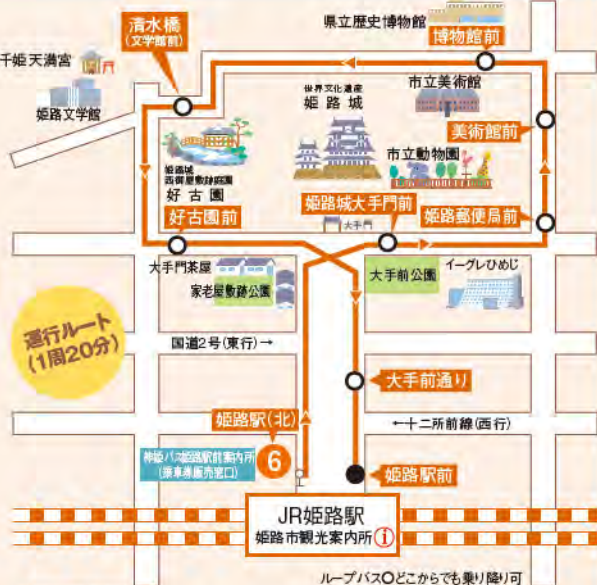 県立歴史博物館
博物館前
清水橋
(文学館前)
千姫天満宮
姫路文学館
世界文化遺産
姫路城
市立美術館
美術館前
市立動物園
姫路城
西御屋敷跡庭園
好古園
好古園前
姫路城大手門前
大手門
姫路郵便局前
大手門茶屋
家老屋敷跡公園
大手前公園
イーグレひめじ
運行ルート
(1周20分)
国道2号(東行)→
大手前通り
姫路駅(北)
←十二所前線(西行)
神姫バス姫路駅前案内所
(乗車券販売窓口)
6
姫路駅前
JR姫路駅
姫路市観光案内所 i
ループバス○どこからでも乗り降り可